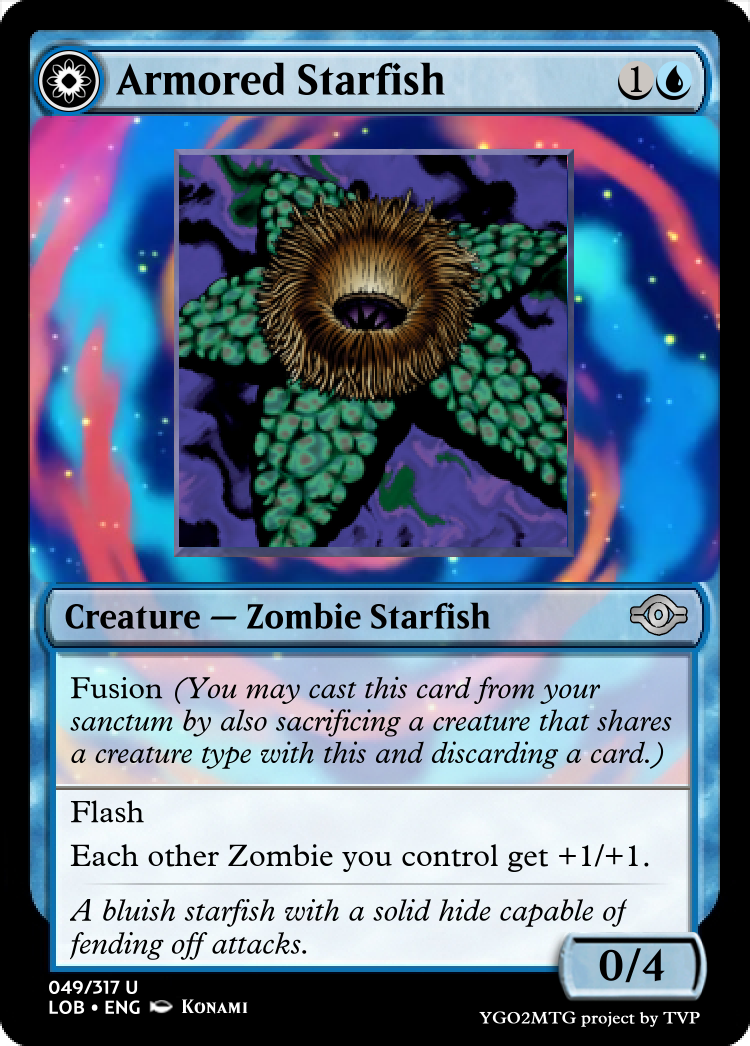 Armored Starfish
1
Creature — Zombie Starfish
Fusion (You may cast this card from your
sanctum by also sacrificing a creature that shares
a creature type with this and discarding a card.)
Flash
Each other Zombie you control get +1/+1.
A bluish starfish with a solid hide capable of
fending off attacks.
0/4
049/317 U
LOB • ENG KONAMI
YGO2MTG project by TVP